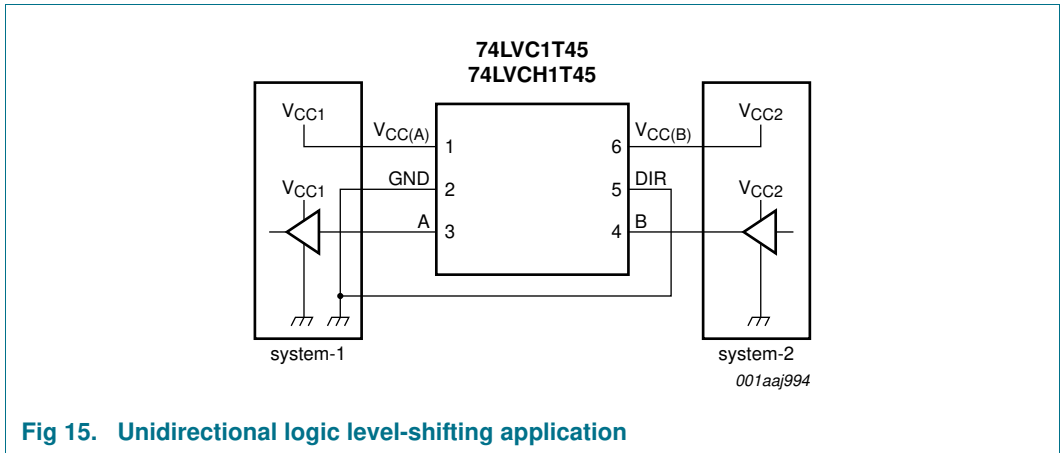 74LVC1T45
74LVCH1T45
VCC1
VCC(A)
1
6
VCC(B)
VCC2
GND
2
5
DIR
VCC1
VCC2
A
3
4
B
system-1
system-2
001aaj994
Fig 15. Unidirectional logic level-shifting application